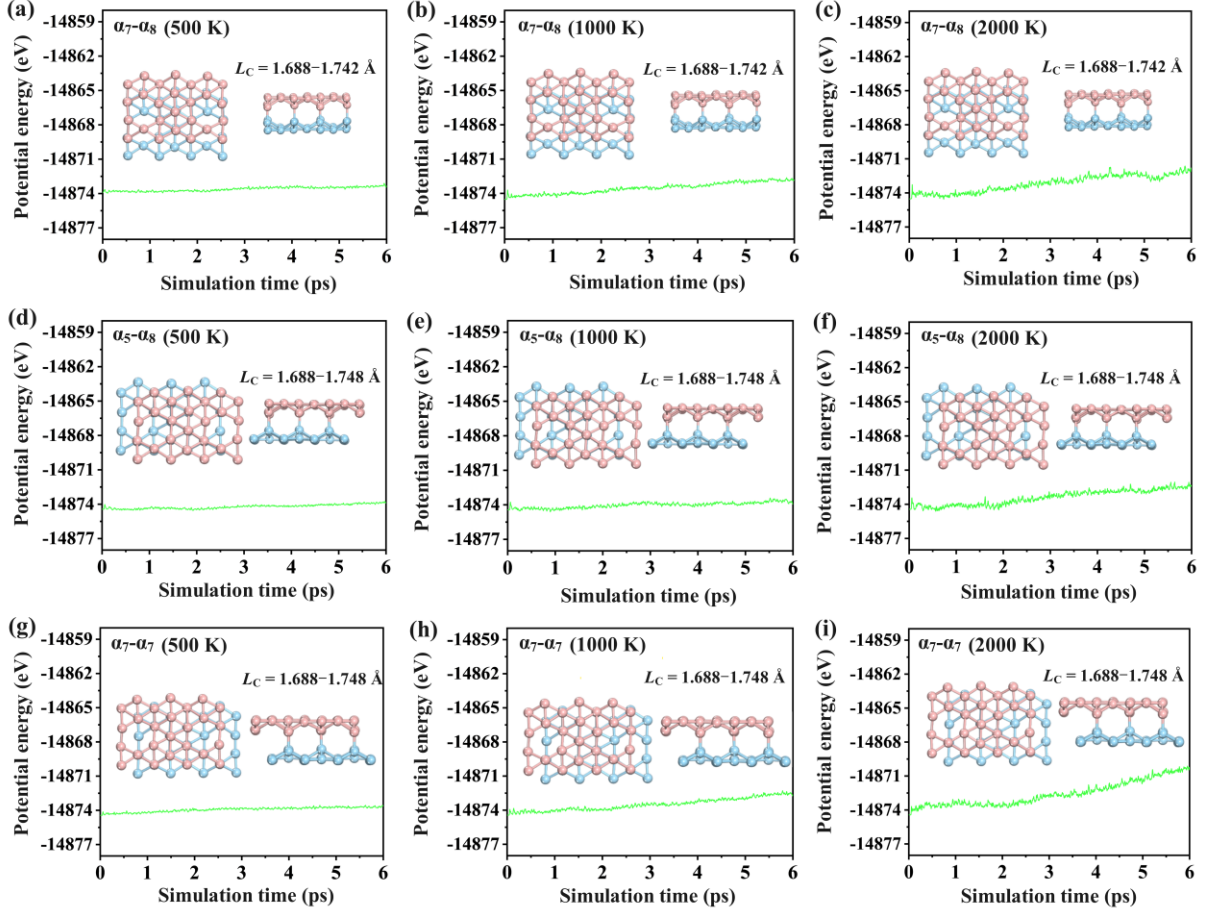 (a)
α₇-α₈ (500 K)
L_C = 1.688−1.742 Å
Potential energy (eV)
-14859
-14862
-14865
-14868
-14871
-14874
-14877
0 1 2 3 4 5 6
Simulation time (ps)
(b)
α₇-α₈ (1000 K)
L_C = 1.688−1.742 Å
Potential energy (eV)
-14859
-14862
-14865
-14868
-14871
-14874
-14877
0 1 2 3 4 5 6
Simulation time (ps)
(c)
α₇-α₈ (2000 K)
L_C = 1.688−1.742 Å
Potential energy (eV)
-14859
-14862
-14865
-14868
-14871
-14874
-14877
0 1 2 3 4 5 6
Simulation time (ps)
(d)
α₅-α₈ (500 K)
L_C = 1.688−1.748 Å
Potential energy (eV)
-14859
-14862
-14865
-14868
-14871
-14874
-14877
0 1 2 3 4 5 6
Simulation time (ps)
(e)
α₅-α₈ (1000 K)
L_C = 1.688−1.748 Å
Potential energy (eV)
-14859
-14862
-14865
-14868
-14871
-14874
-14877
0 1 2 3 4 5 6
Simulation time (ps)
(f)
α₅-α₈ (2000 K)
L_C = 1.688−1.748 Å
Potential energy (eV)
-14859
-14862
-14865
-14868
-14871
-14874
-14877
0 1 2 3 4 5 6
Simulation time (ps)
(g)
α₇-α₇ (500 K)
L_C = 1.688−1.748 Å
Potential energy (eV)
-14859
-14862
-14865
-14868
-14871
-14874
-14877
0 1 2 3 4 5 6
Simulation time (ps)
(h)
α₇-α₇ (1000 K)
L_C = 1.688−1.748 Å
Potential energy (eV)
-14859
-14862
-14865
-14868
-14871
-14874
-14877
0 1 2 3 4 5 6
Simulation time (ps)
(i)
α₇-α₇ (2000 K)
L_C = 1.688−1.748 Å
Potential energy (eV)
-14859
-14862
-14865
-14868
-14871
-14874
-14877
0 1 2 3 4 5 6
Simulation time (ps)